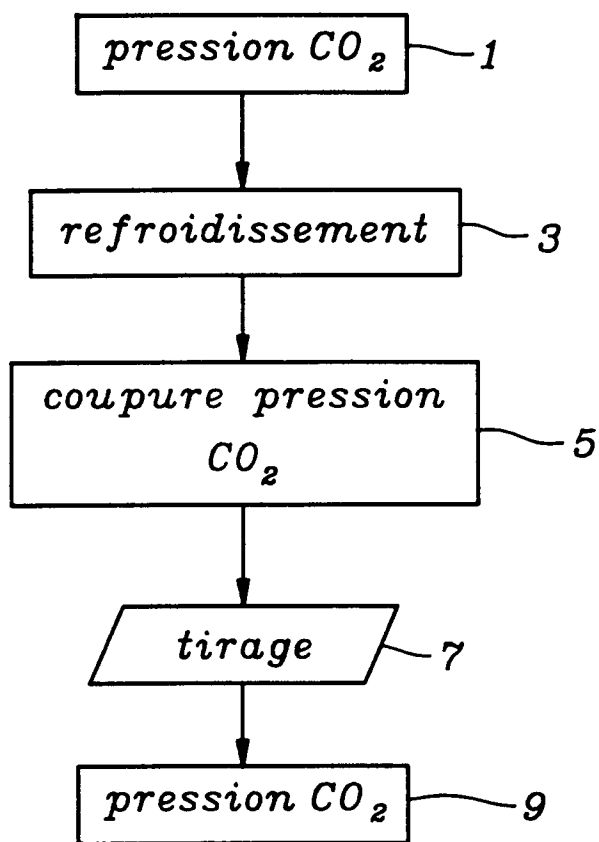 pression CO₂ 1
refroidissement 3
coupure pression
CO₂ 5
tirage 7
pression CO₂ 9